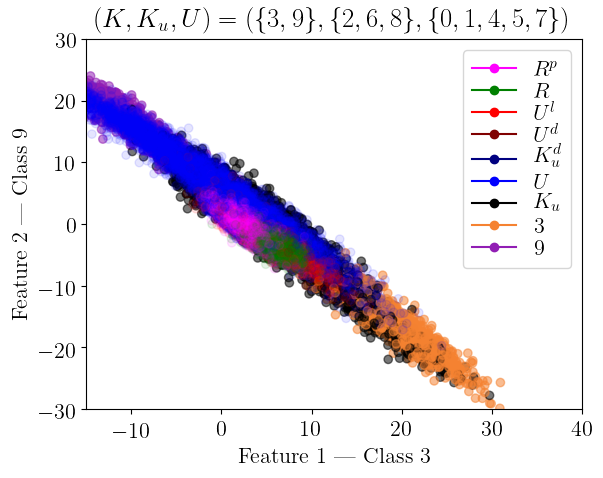 (K, K_u, U) = ({3, 9}, {2, 6, 8}, {0, 1, 4, 5, 7})
30
20
10
0
−10
−20
−30
Feature 2 — Class 9
R^p
R
U^l
U^d
K_u^d
U
K_u
3
9
−10 0 10 20 30 40
Feature 1 — Class 3